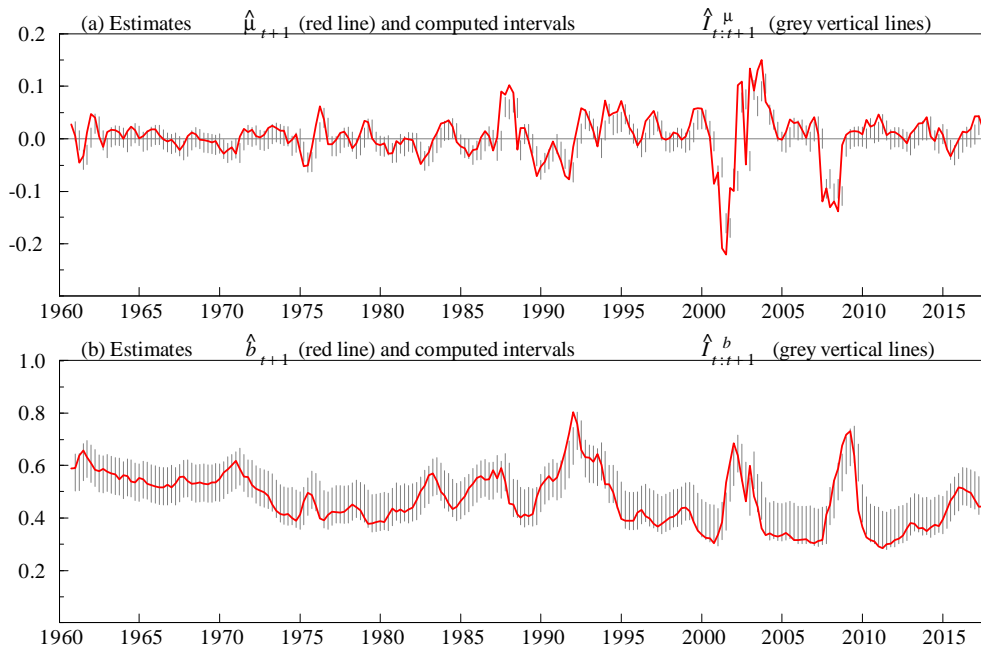 (a) Estimates μ̂ t+1 (red line) and computed intervals Î t:t+1 μ (grey vertical lines)
0.2
0.1
0.0
-0.1
-0.2
1960 1965 1970 1975 1980 1985 1990 1995 2000 2005 2010 2015
(b) Estimates b̂ t+1 (red line) and computed intervals Î t:t+1 b (grey vertical lines)
1.0
0.8
0.6
0.4
0.2
1960 1965 1970 1975 1980 1985 1990 1995 2000 2005 2010 2015